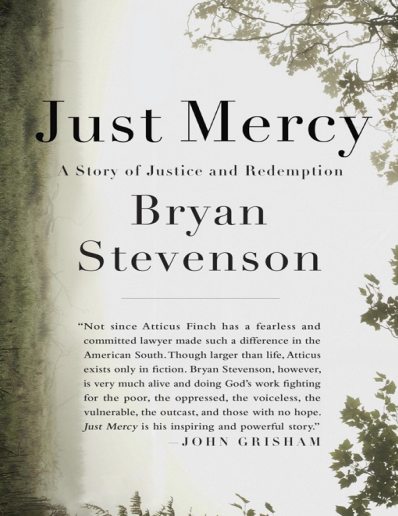 Just Mercy
A Story of Justice and Redemption
Bryan
Stevenson
“Not since Atticus Finch has a fearless and
committed lawyer made such a difference in the
American South. Though larger than life, Atticus
exists only in fiction. Bryan Stevenson, however,
is very much alive and doing God’s work fighting
for the poor, the oppressed, the voiceless, the
vulnerable, the outcast, and those with no hope.
Just Mercy is his inspiring and powerful story.”
—JOHN GRISHAM